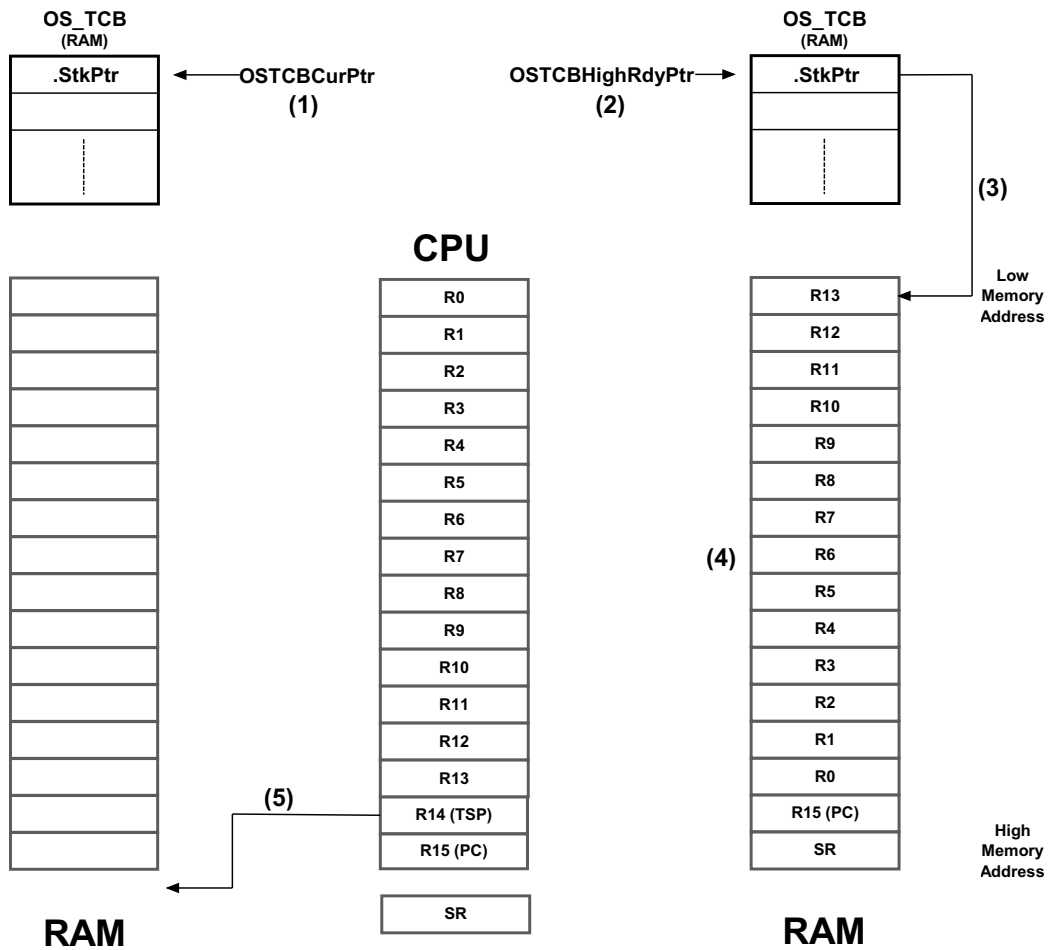 OS_TCB
(RAM)
.StkPtr
OSTCBCurPtr
(1)
OSTCBHighRdyPtr
(2)
OS_TCB
(RAM)
.StkPtr
(3)
CPU
R0
R1
R2
R3
R4
R5
R6
R7
R8
R9
R10
R11
R12
R13
R14 (TSP)
R15 (PC)
SR
(5)
RAM
(4)
R13
R12
R11
R10
R9
R8
R7
R6
R5
R4
R3
R2
R1
R0
R15 (PC)
SR
RAM
Low
Memory
Address
High
Memory
Address